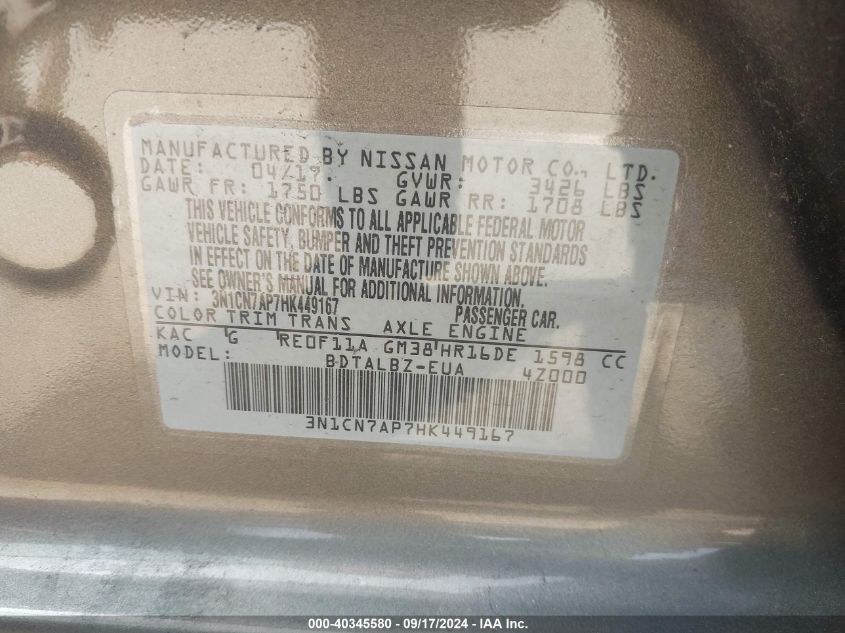 MANUFACTURED BY NISSAN MOTOR CO., LTD.
DATE: 04/17. GVWR: 3426 LBS
GAWR FR: 1750 LBS GAWR RR: 1708 LBS
THIS VEHICLE CONFORMS TO ALL APPLICABLE FEDERAL MOTOR
VEHICLE SAFETY, BUMPER AND THEFT PREVENTION STANDARDS
IN EFFECT ON THE DATE OF MANUFACTURE SHOWN ABOVE.
SEE OWNER'S MANUAL FOR ADDITIONAL INFORMATION.
VIN: 3N1CN7AP7HK449167 PASSENGER CAR.
COLOR TRIM TRANS AXLE ENGINE
KAC G RE0F11A GM38 HR16DE 1598 CC
MODEL: BDTALBZ-EUA 4Z000
3N1CN7AP7HK449167
000-40345580 - 09/17/2024 - IAA Inc.